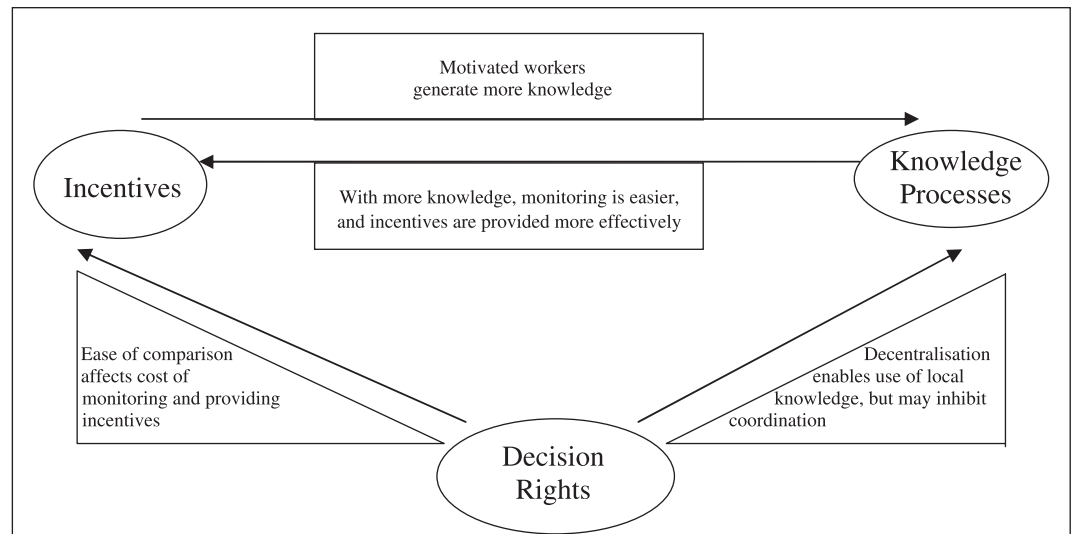 Motivated workers
generate more knowledge
Incentives
Knowledge
Processes
With more knowledge, monitoring is easier,
and incentives are provided more effectively
Ease of comparison
affects cost of
monitoring and providing
incentives
Decentralisation
enables use of local
knowledge, but may inhibit
coordination
Decision
Rights